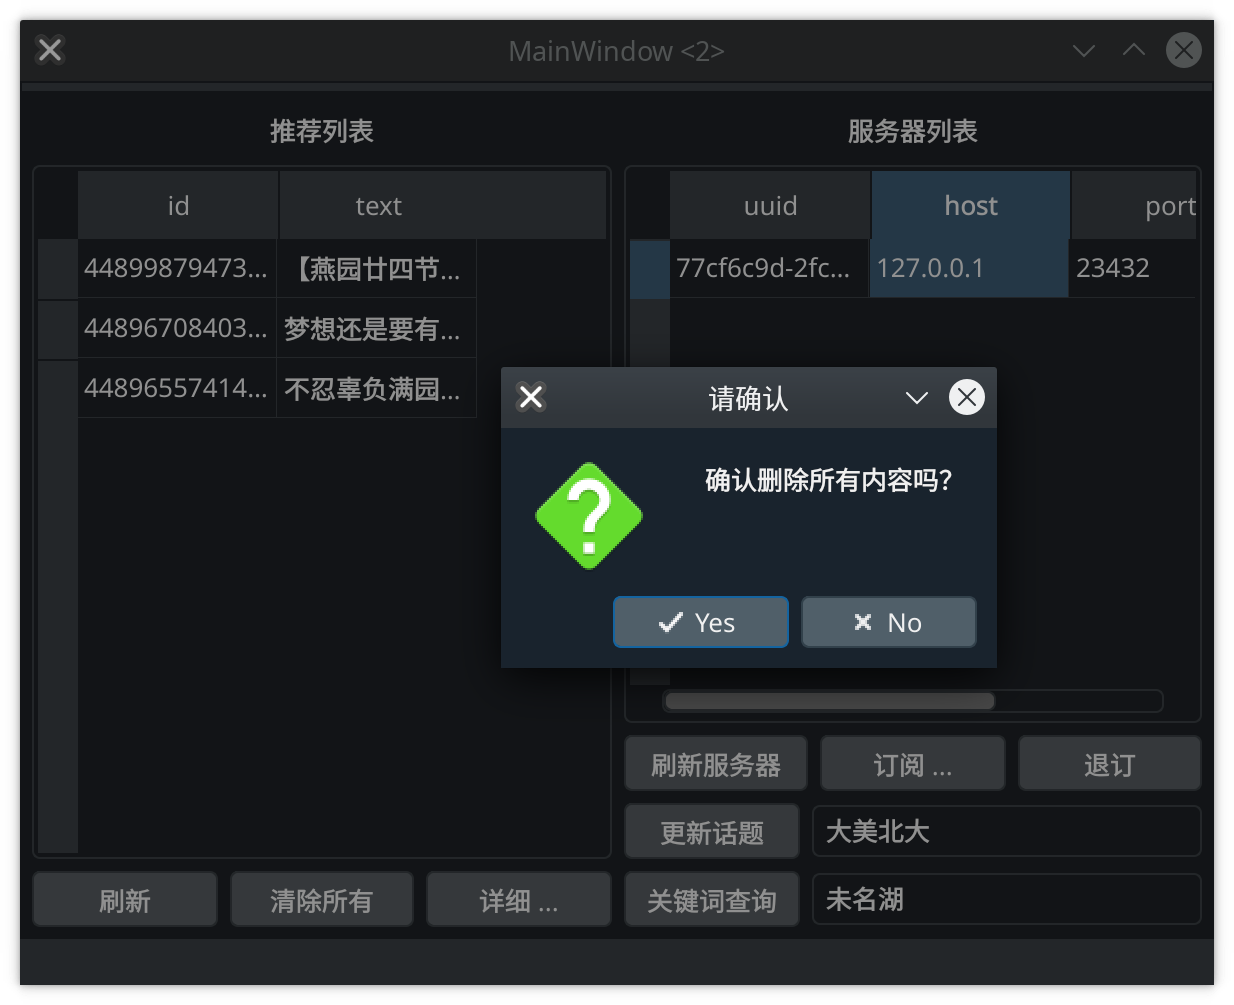 MainWindow <2>
推荐列表
服务器列表
id text
uuid host port
44899879473... 【燕园廿四节...
77cf6c9d-2fc... 127.0.0.1 23432
44896708403... 梦想还是要有...
44896557414... 不忍辜负满园...
请确认
确认删除所有内容吗?
Yes No
刷新服务器 订阅 ... 退订
更新话题 大美北大
刷新 清除所有 详细 ... 关键词查询 未名湖